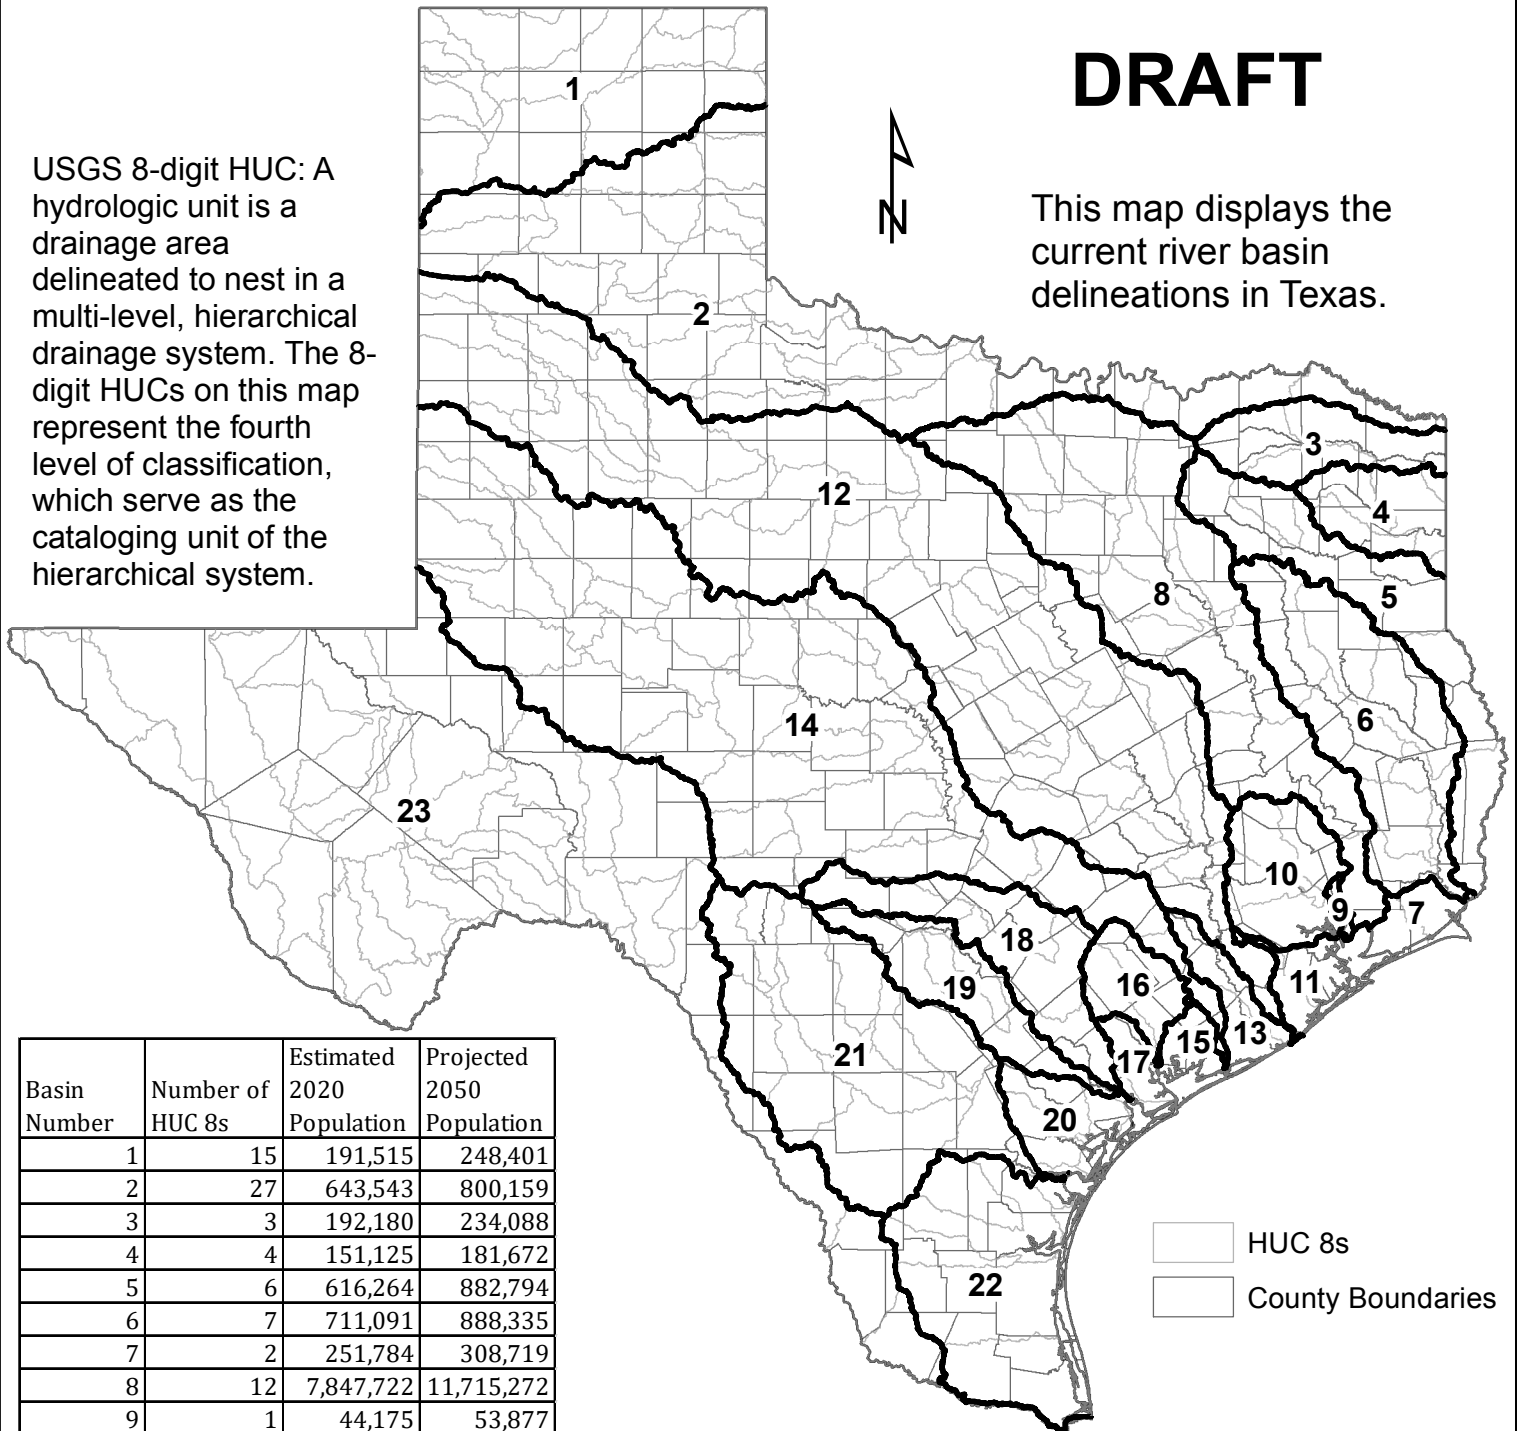 DRAFT
USGS 8-digit HUC: A
hydrologic unit is a
drainage area
delineated to nest in a
multi-level, hierarchical
drainage system. The 8-
digit HUCs on this map
represent the fourth
level of classification,
which serve as the
cataloging unit of the
hierarchical system.
N
This map displays the
current river basin
delineations in Texas.
1
2
3
4
12
5
8
6
14
23
10
9
7
18
11
16
19
13
15
21
17
20
22
Basin Number Number of HUC 8s Estimated 2020 Population Projected 2050 Population
1 15 191,515 248,401
2 27 643,543 800,159
3 3 192,180 234,088
4 4 151,125 181,672
5 6 616,264 882,794
6 7 711,091 888,335
7 2 251,784 308,719
8 12 7,847,722 11,715,272
9 1 44,175 53,877
HUC 8s
County Boundaries